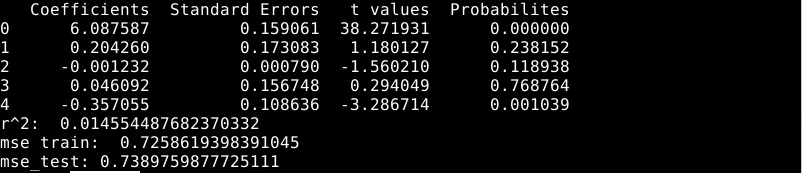 Coefficients  Standard Errors  t values  Probabilites
0      6.087587         0.159061  38.271931      0.000000
1      0.204260         0.173083   1.180127      0.238152
2     -0.001232         0.000790  -1.560210      0.118938
3      0.046092         0.156748   0.294049      0.768764
4     -0.357055         0.108636  -3.286714      0.001039
r^2:  0.014554487682370332
mse train:  0.7258619398391045
mse_test: 0.7389759877725111